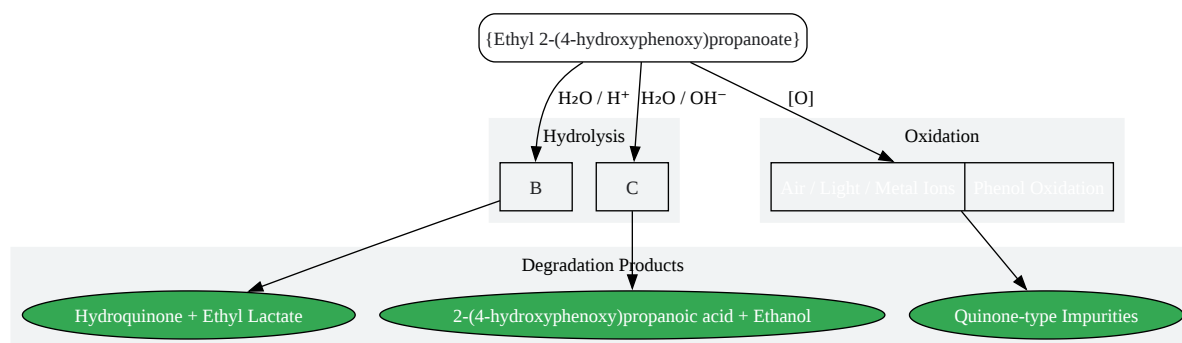 {Ethyl 2-(4-hydroxyphenoxy)propanoate}
H₂O / H⁺
H₂O / OH⁻
[O]
Hydrolysis
Oxidation
B
C
Air / Light / Metal Ions
Phenol Oxidation
Degradation Products
Hydroquinone + Ethyl Lactate
2-(4-hydroxyphenoxy)propanoic acid + Ethanol
Quinone-type Impurities